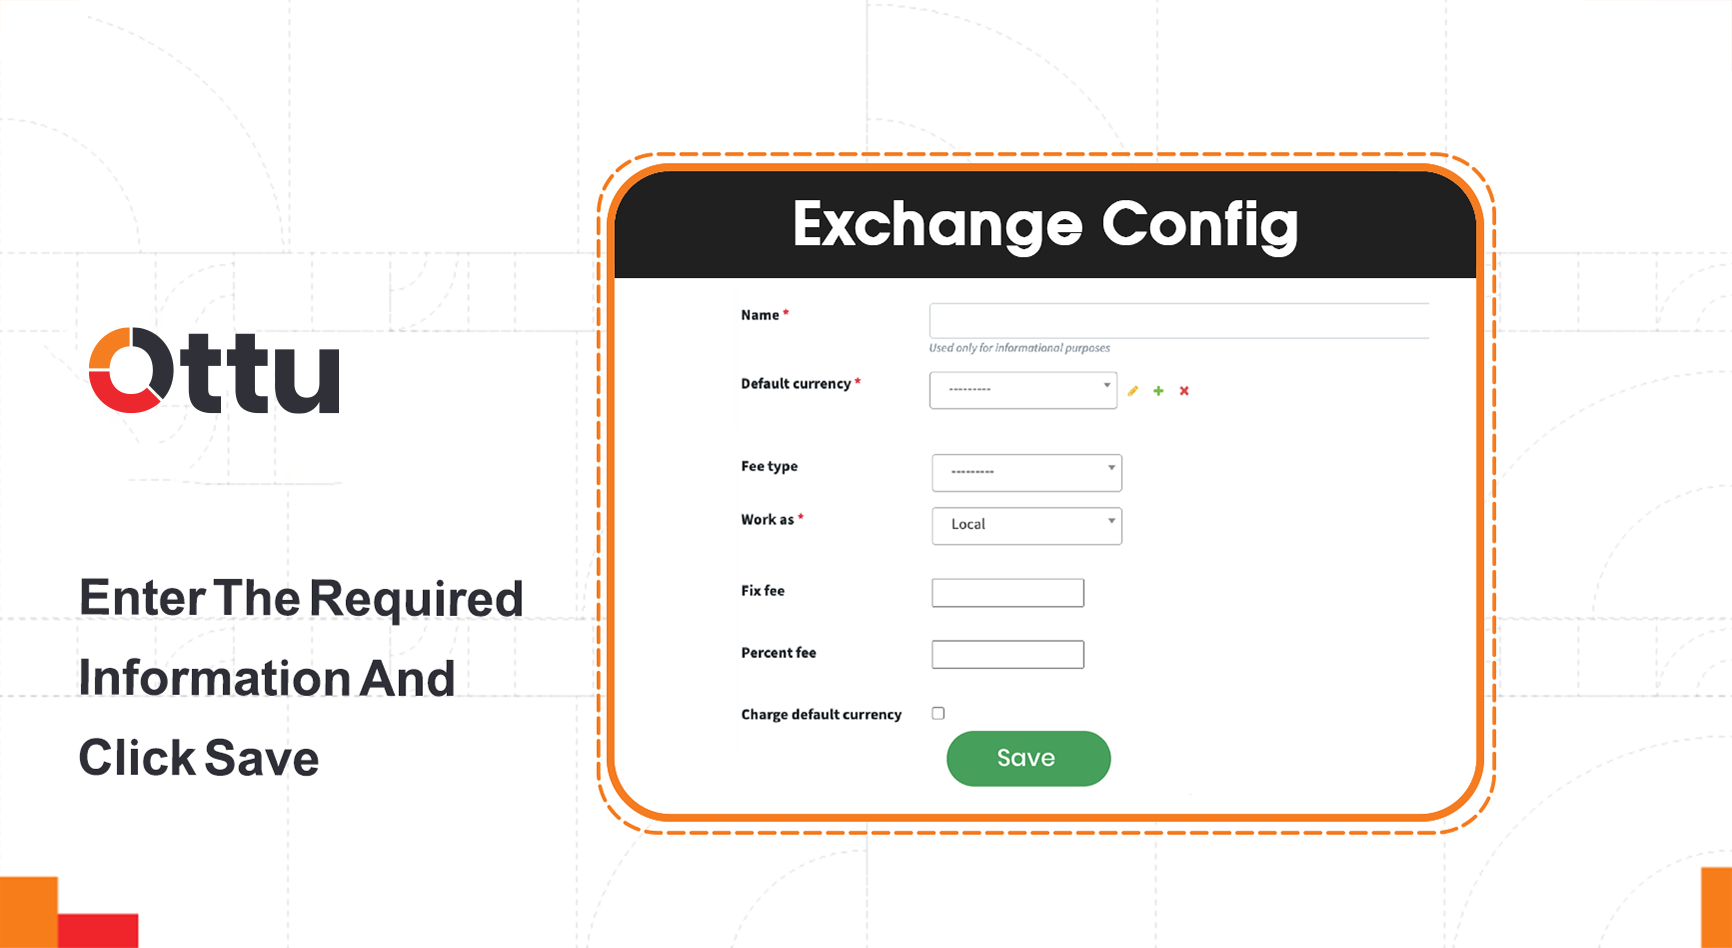 Ottu
Enter The Required
Information And
Click Save
Exchange Config
Name *
Used only for informational purposes
Default currency *
---------
Fee type
---------
Work as *
Local
Fix fee
Percent fee
Charge default currency
Save